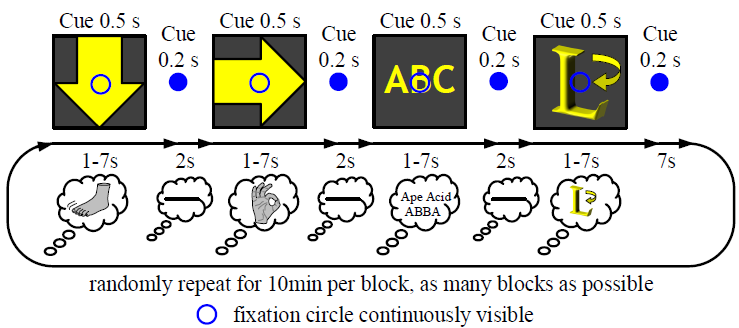 Cue 0.5 s Cue 0.2 s Cue 0.5 s Cue 0.2 s Cue 0.5 s Cue 0.2 s Cue 0.5 s Cue 0.2 s
ABC L
1-7s 2s 1-7s 2s 1-7s 2s 1-7s 7s
Ape Acid
ABBA
L
randomly repeat for 10min per block, as many blocks as possible
fixation circle continuously visible